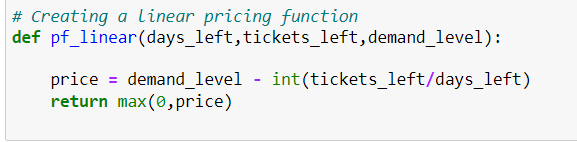 # Creating a linear pricing function
def pf_linear(days_left,tickets_left,demand_level):
price = demand_level - int(tickets_left/days_left)
return max(0,price)